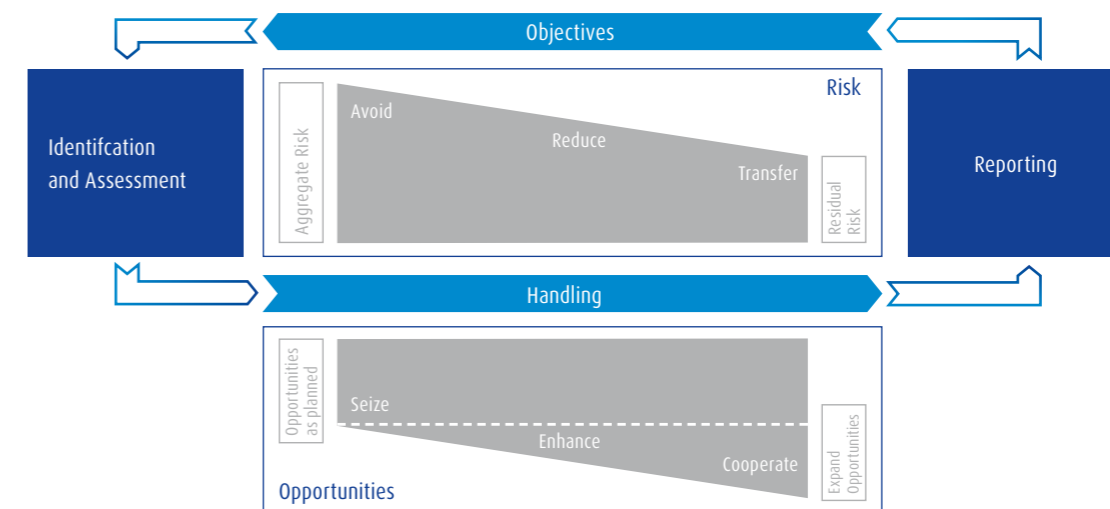 Objectives
Identifcation
and Assessment
Risk
Aggregate Risk
Avoid
Reduce
Transfer
Residual
Risk
Reporting
Handling
Opportunities
as planned
Seize
Enhance
Cooperate
Expand
Opportunities
Opportunities